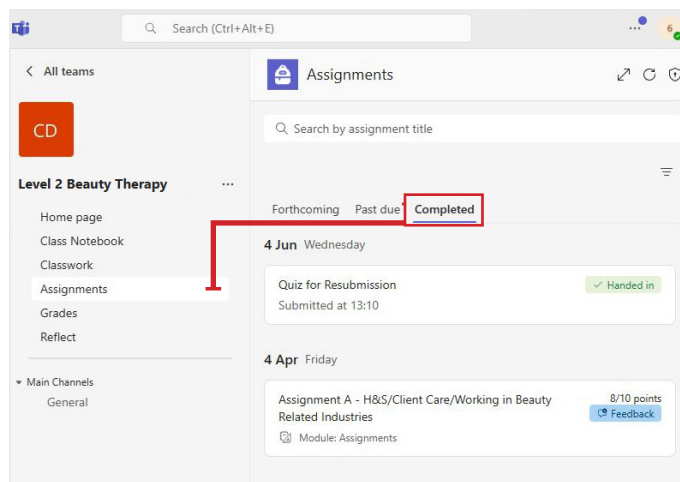 Search (Ctrl+Alt+E)
...
6
All teams
CD
Level 2 Beauty Therapy ...
Home page
Class Notebook
Classwork
Assignments
Grades
Reflect
Main Channels
General
Assignments
Search by assignment title
Forthcoming Past due Completed
4 Jun Wednesday
Quiz for Resubmission
Handed in
Submitted at 13:10
4 Apr Friday
Assignment A - H&S/Client Care/Working in Beauty
Related Industries
8/10 points
Feedback
Module: Assignments